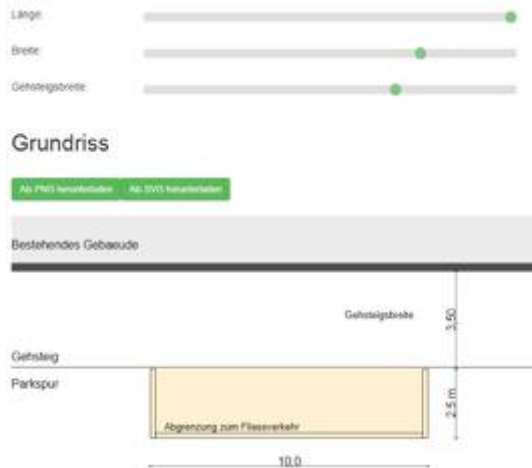 Länge:
Breite:
Gehsteigsbreite:
Grundriss
Als PNG herunterladen Als SVG herunterladen
Bestehendes Gebaeude
Gehsteigsbreite
3,50
Gehsteig
Parkspur
2.5 m
Abgrenzung zum Fliessverkehr
10,0